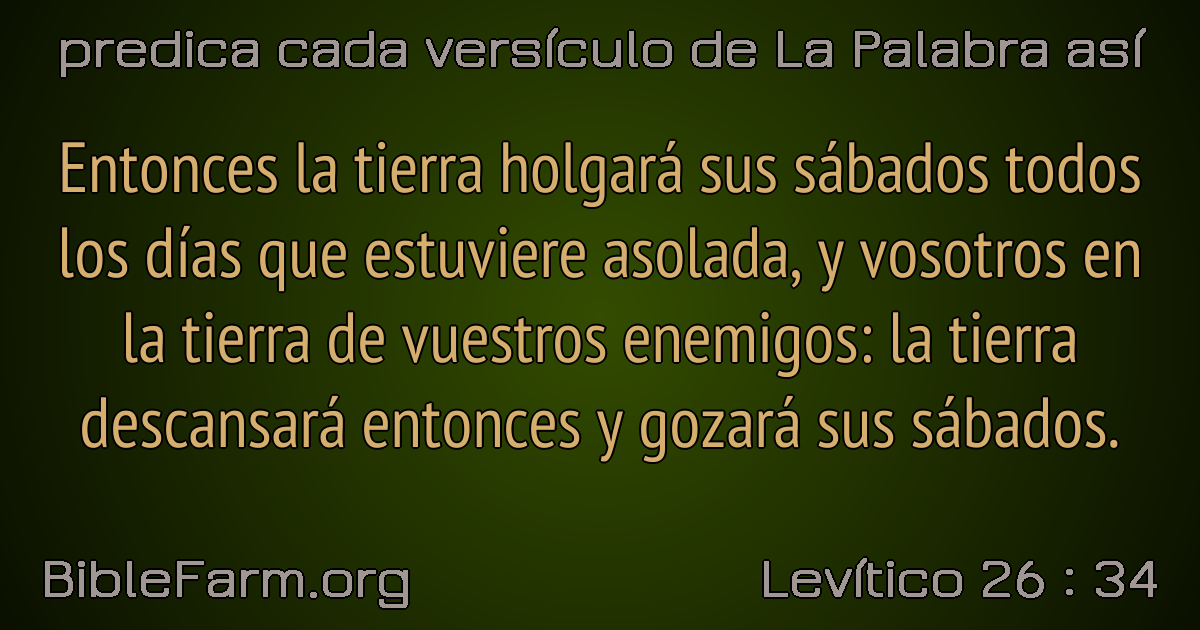 predica cada versículo de La Palabra así
Entonces la tierra holgará sus sábados todos
los días que estuviere asolada, y vosotros en
la tierra de vuestros enemigos: la tierra
descansará entonces y gozará sus sábados.
BibleFarm.org
Levítico 26 : 34